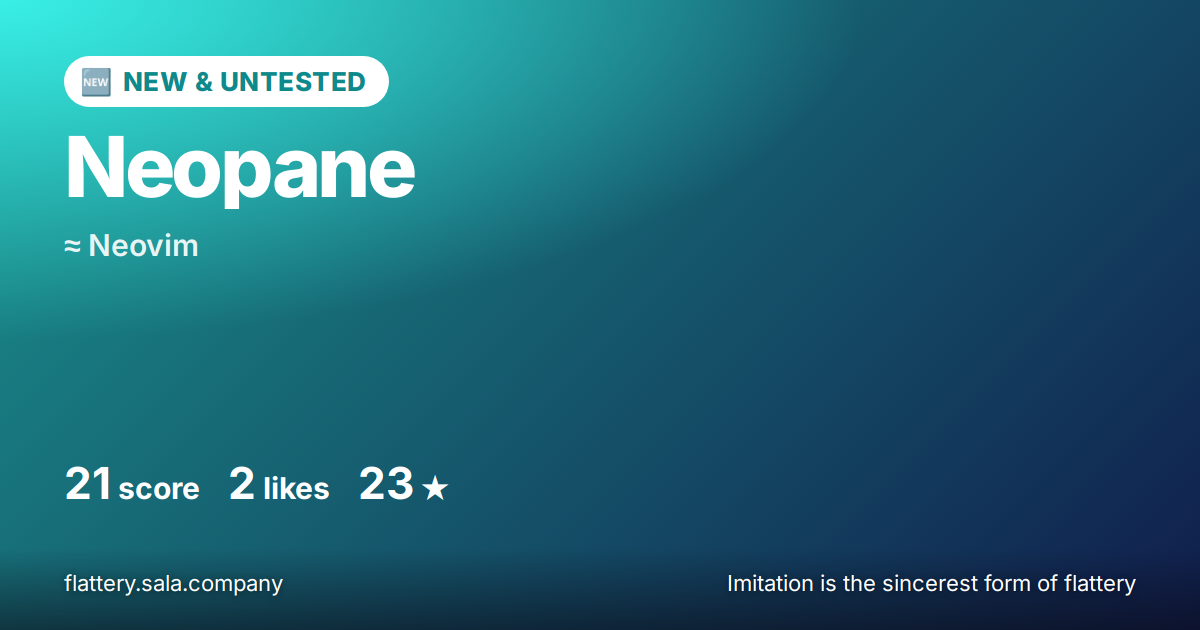 🆕 NEW & UNTESTED
Neopane
≈ Neovim
21 score 2 likes 23 ★
flattery.sala.company
Imitation is the sincerest form of flattery